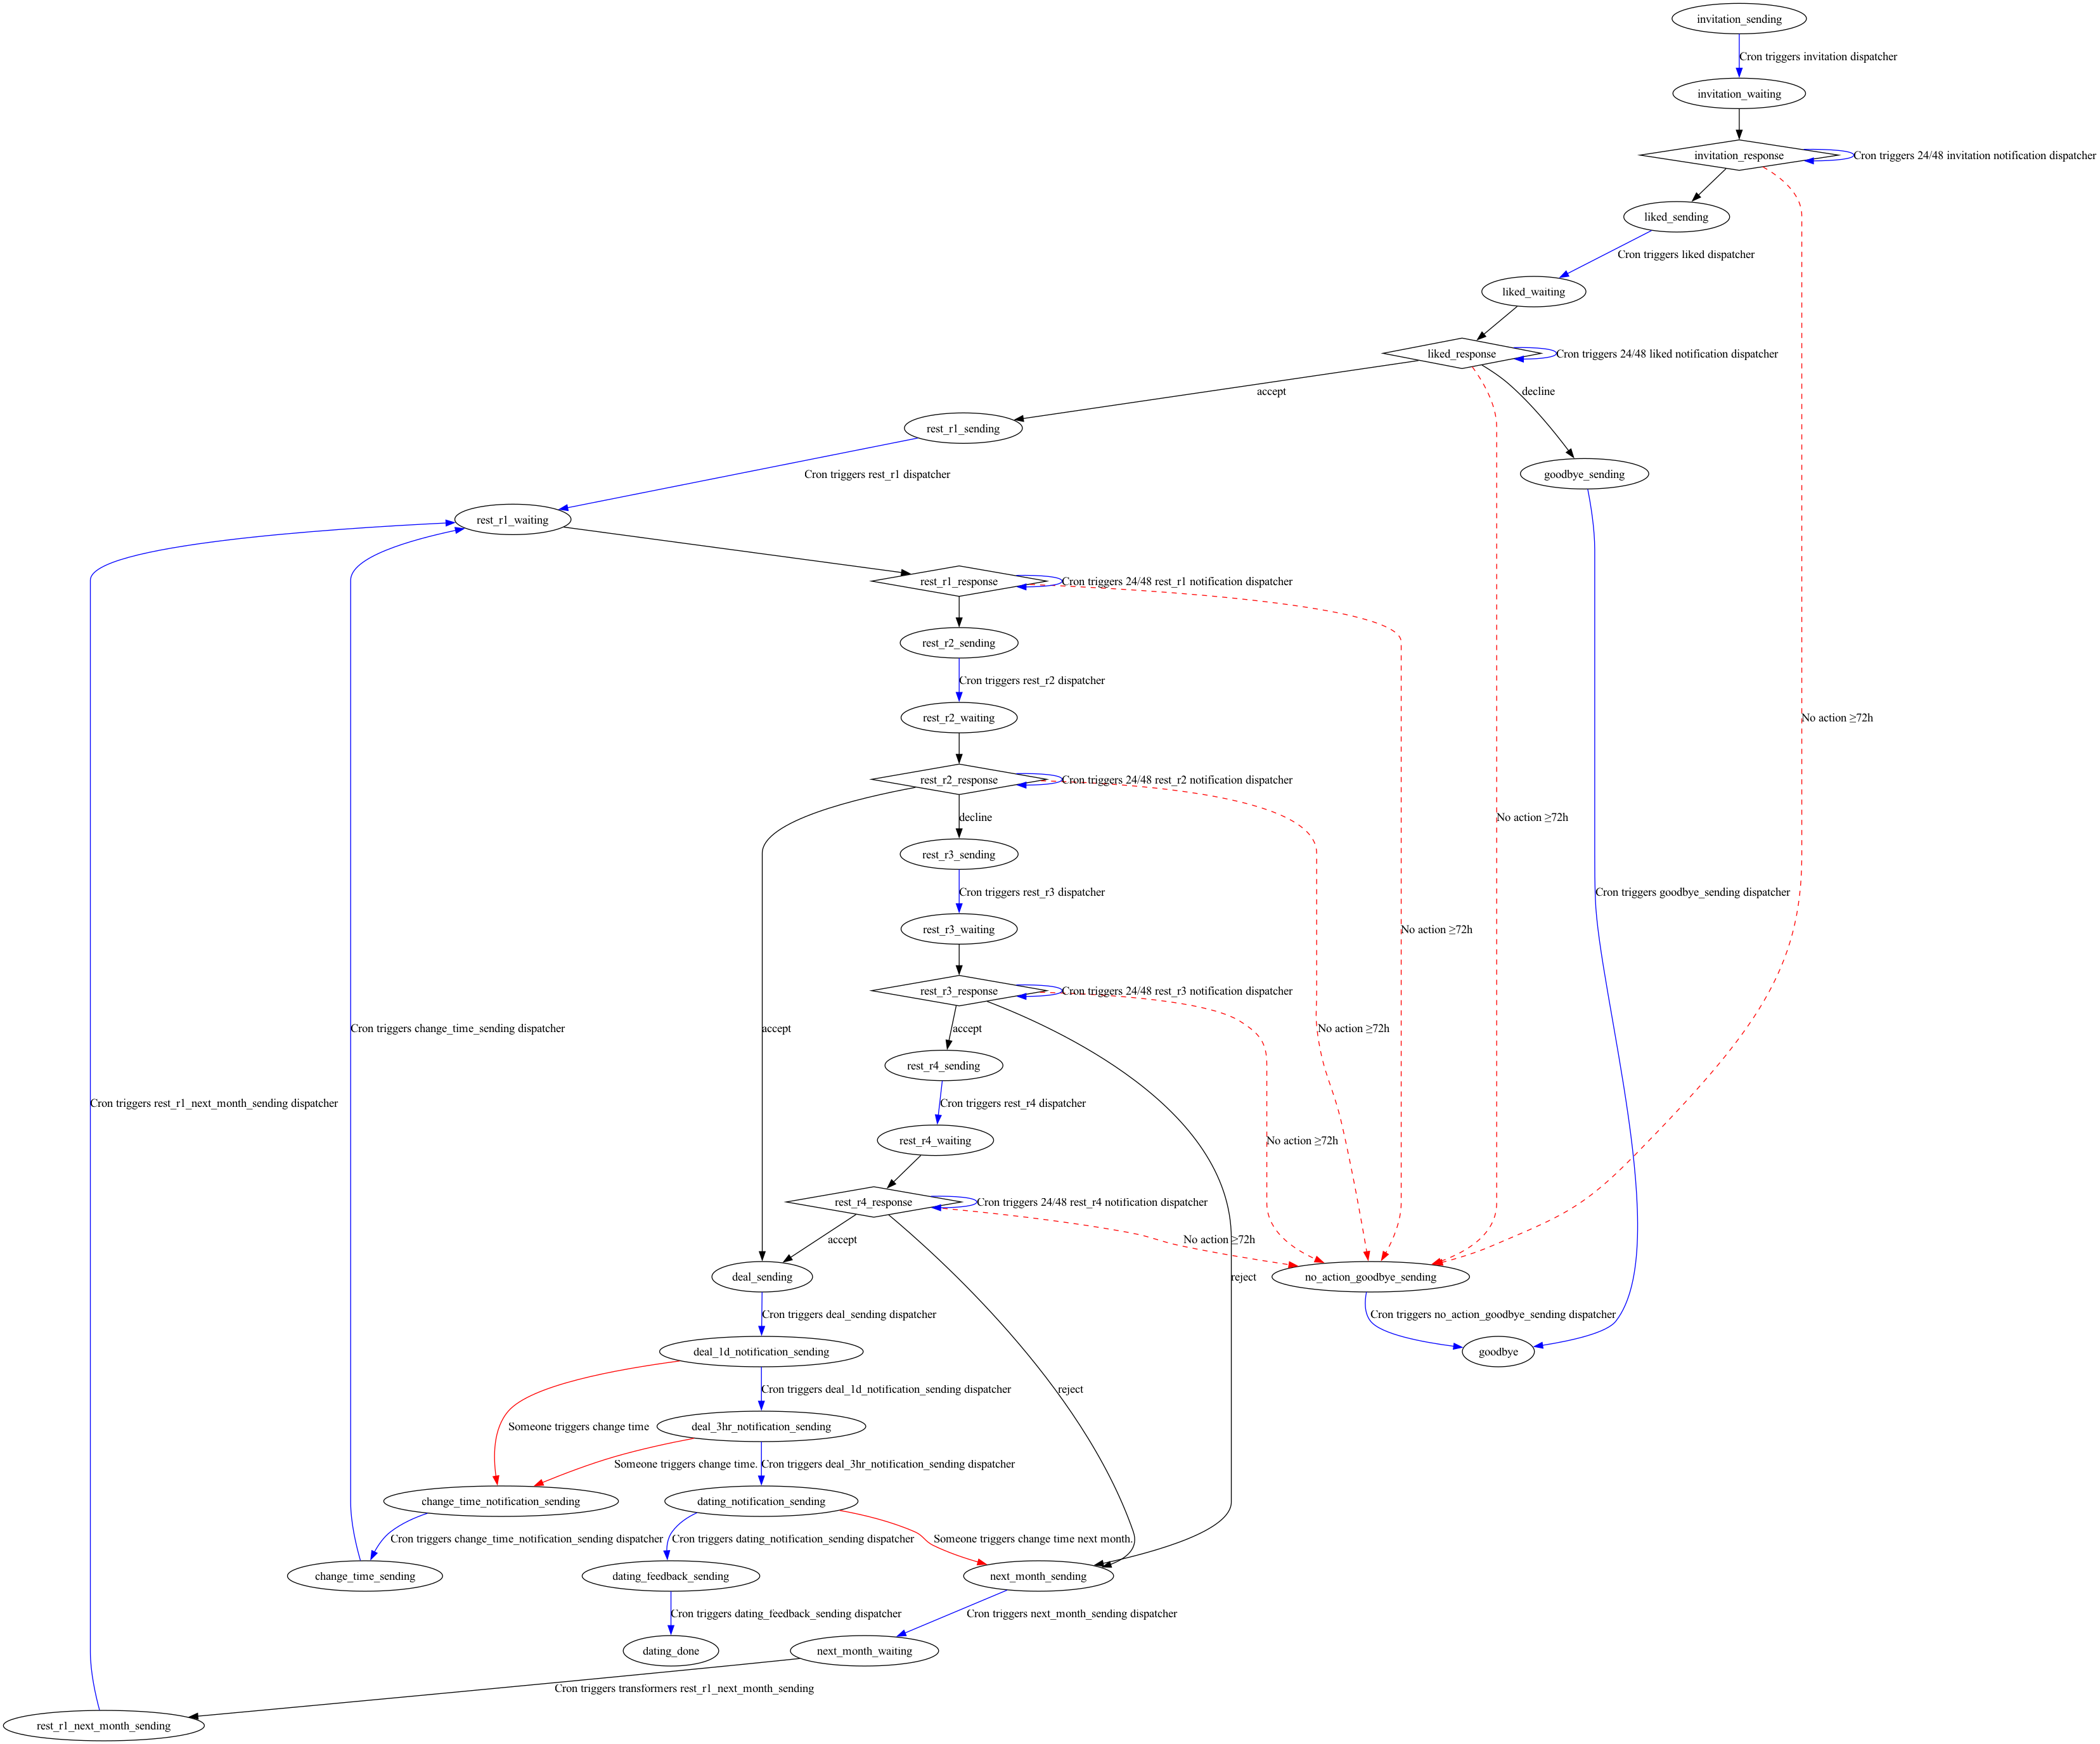 invitation_sending
Cron triggers invitation dispatcher
invitation_waiting
invitation_response
Cron triggers 24/48 invitation notification dispatcher
liked_sending
Cron triggers liked dispatcher
liked_waiting
liked_response
Cron triggers 24/48 liked notification dispatcher
accept
decline
rest_r1_sending
Cron triggers rest_r1 dispatcher
goodbye_sending
rest_r1_waiting
rest_r1_response
Cron triggers 24/48 rest_r1 notification dispatcher
rest_r2_sending
Cron triggers rest_r2 dispatcher
rest_r2_waiting
No action ≥72h
rest_r2_response
Cron triggers 24/48 rest_r2 notification dispatcher
decline
No action ≥72h
rest_r3_sending
Cron triggers rest_r3 dispatcher
Cron triggers goodbye_sending dispatcher
rest_r3_waiting
No action ≥72h
rest_r3_response
Cron triggers 24/48 rest_r3 notification dispatcher
Cron triggers change_time_sending dispatcher
accept
accept
No action ≥72h
rest_r4_sending
Cron triggers rest_r1_next_month_sending dispatcher
Cron triggers rest_r4 dispatcher
rest_r4_waiting
No action ≥72h
rest_r4_response
Cron triggers 24/48 rest_r4 notification dispatcher
accept
No action ≥72h
deal_sending
reject
no_action_goodbye_sending
Cron triggers deal_sending dispatcher
Cron triggers no_action_goodbye_sending dispatcher
deal_1d_notification_sending
goodbye
Cron triggers deal_1d_notification_sending dispatcher
reject
Someone triggers change time
deal_3hr_notification_sending
Someone triggers change time.
Cron triggers deal_3hr_notification_sending dispatcher
change_time_notification_sending
dating_notification_sending
Cron triggers change_time_notification_sending dispatcher
Cron triggers dating_notification_sending dispatcher
Someone triggers change time next month.
change_time_sending
dating_feedback_sending
next_month_sending
Cron triggers dating_feedback_sending dispatcher
Cron triggers next_month_sending dispatcher
dating_done
next_month_waiting
Cron triggers transformers rest_r1_next_month_sending
rest_r1_next_month_sending